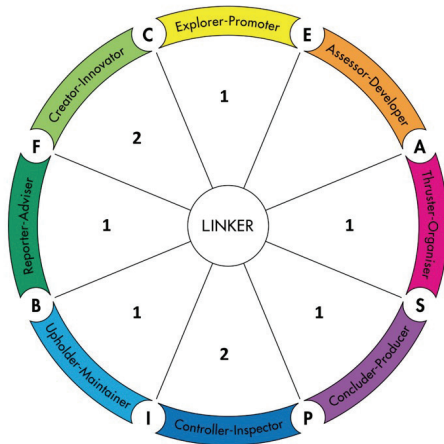 Explorer-Promoter
C
E
Creator-Innovator
Assessor-Developer
1
2
F
A
Reporter-Adviser
1
LINKER
1
Thruster-Organiser
B
S
1
1
Upholder-Maintainer
2
Concluder-Producer
I
P
Controller-Inspector